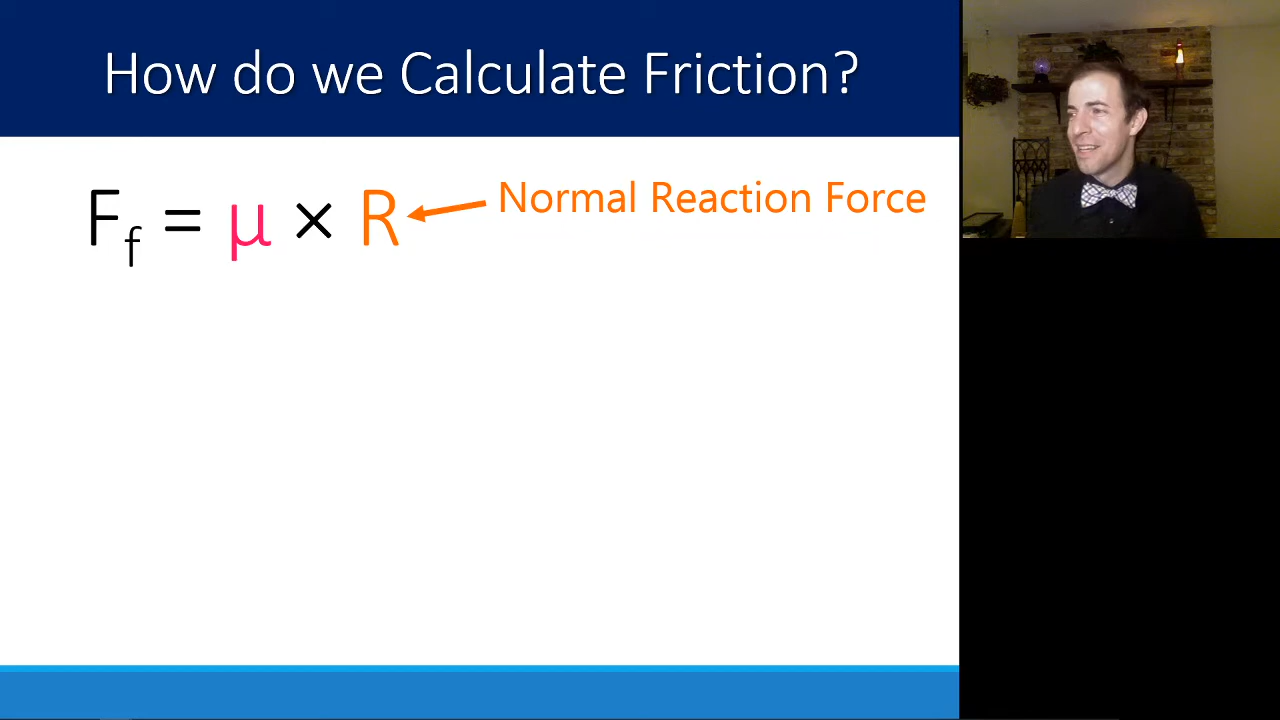 How do we Calculate Friction?
Ff = μ × R
Normal Reaction Force